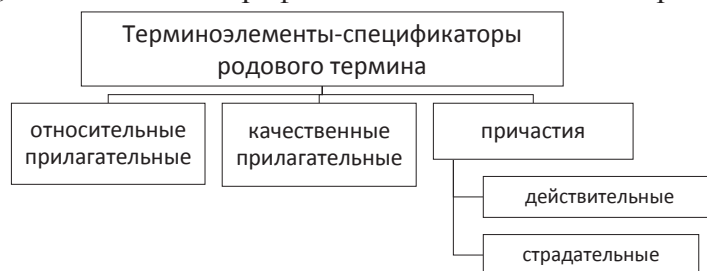 Терминоэлементы-спецификаторы
родового термина
относительные
прилагательные
качественные
прилагательные
причастия
действительные
страдательные